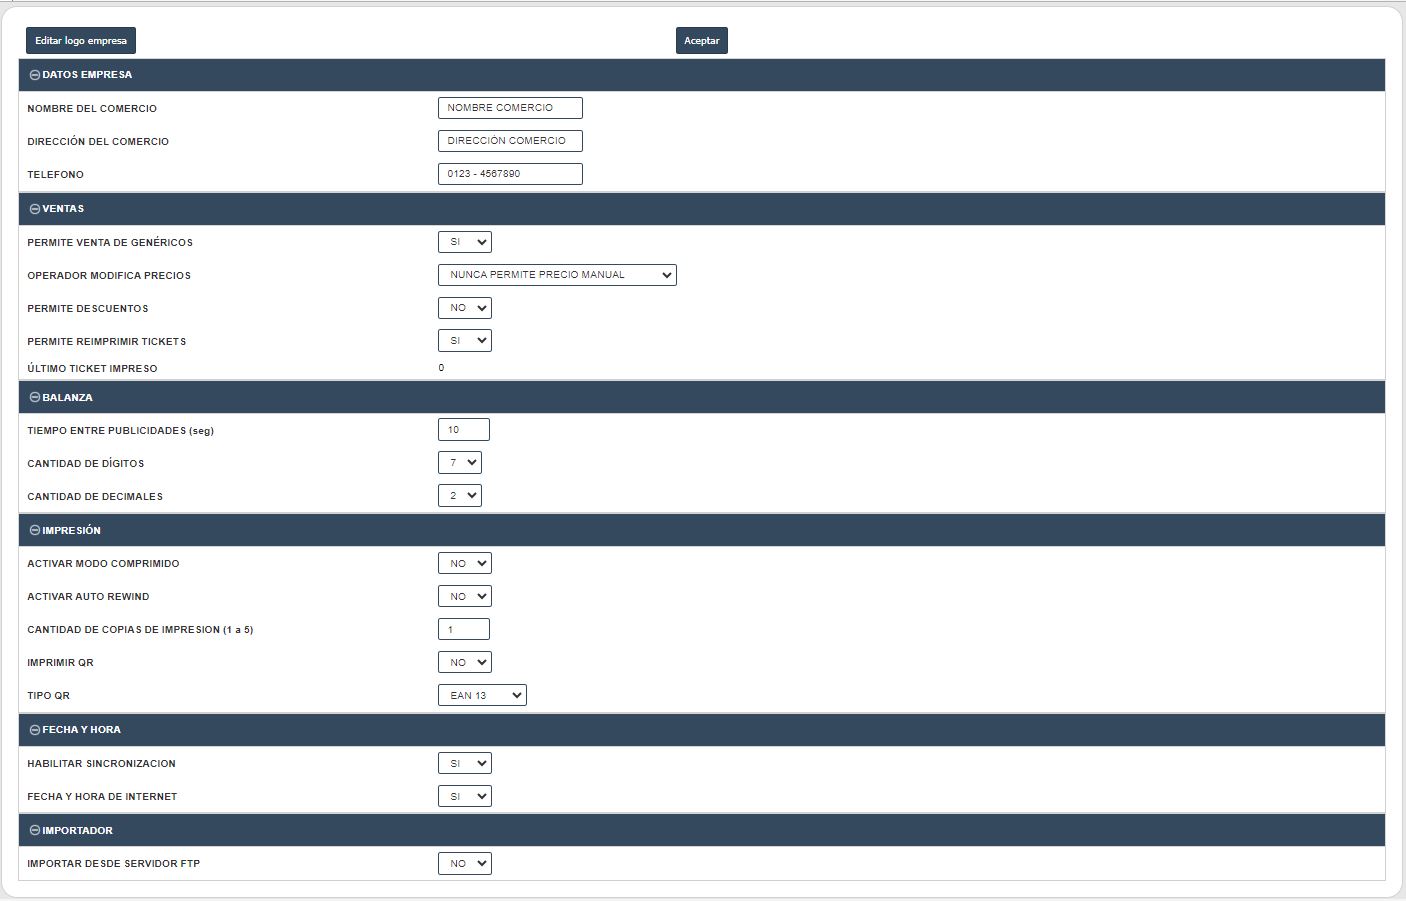 Editar logo empresa Aceptar
DATOS EMPRESA
NOMBRE DEL COMERCIO NOMBRE COMERCIO
DIRECCIÓN DEL COMERCIO DIRECCIÓN COMERCIO
TELEFONO 0123 - 4567890
VENTAS
PERMITE VENTA DE GENÉRICOS SI
OPERADOR MODIFICA PRECIOS NUNCA PERMITE PRECIO MANUAL
PERMITE DESCUENTOS NO
PERMITE REIMPRIMIR TICKETS SI
ÚLTIMO TICKET IMPRESO 0
BALANZA
TIEMPO ENTRE PUBLICIDADES (seg) 10
CANTIDAD DE DÍGITOS 7
CANTIDAD DE DECIMALES 2
IMPRESIÓN
ACTIVAR MODO COMPRIMIDO NO
ACTIVAR AUTO REWIND NO
CANTIDAD DE COPIAS DE IMPRESION (1 a 5) 1
IMPRIMIR QR NO
TIPO QR EAN 13
FECHA Y HORA
HABILITAR SINCRONIZACION SI
FECHA Y HORA DE INTERNET SI
IMPORTADOR
IMPORTAR DESDE SERVIDOR FTP NO